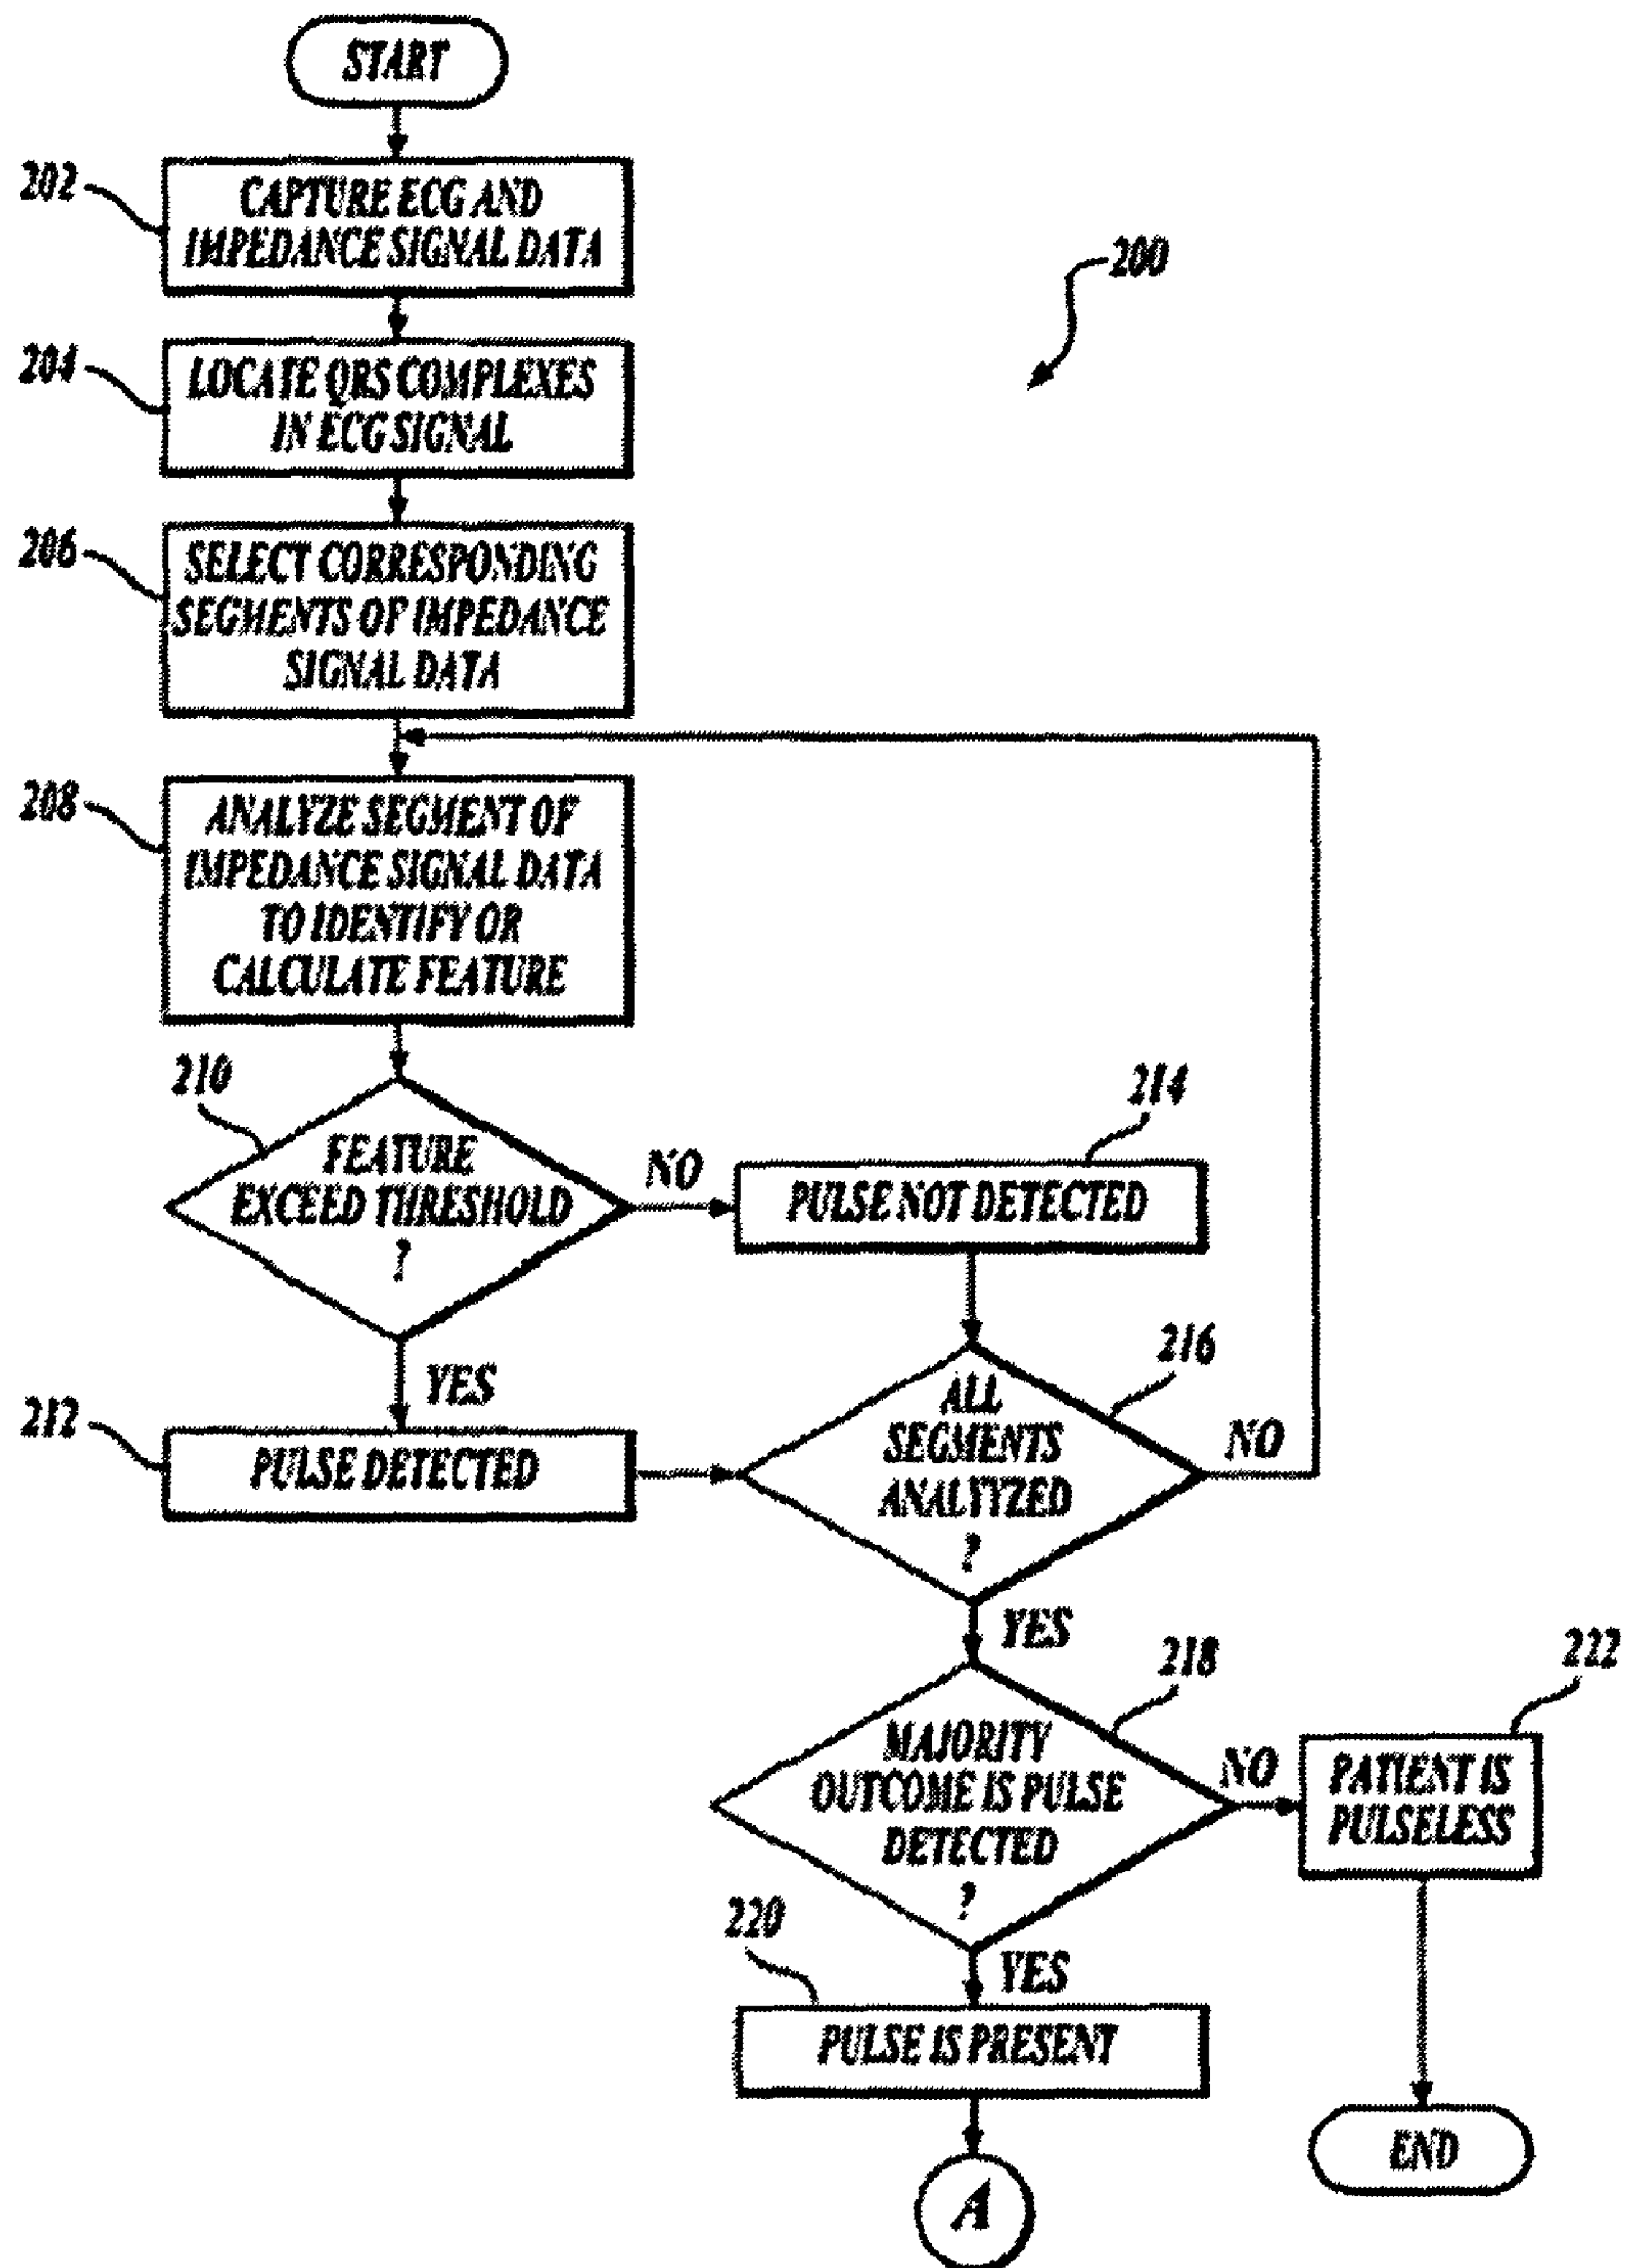 START
202
CAPTURE ECG AND
IMPEDANCE SIGNAL DATA
200
204
LOCATE QRS COMPLEXES
IN ECG SIGNAL
206
SELECT CORRESPONDING
SEGMENTS OF IMPEDANCE
SIGNAL DATA
208
ANALYZE SEGMENT OF
IMPEDANCE SIGNAL DATA
TO IDENTIFY OR
CALCULATE FEATURE
210
FEATURE
EXCEED THRESHOLD
?
NO
214
PULSE NOT DETECTED
YES
212
PULSE DETECTED
216
ALL
SEGMENTS
ANALTYZED
?
NO
YES
218
MAJORITY
OUTCOME IS PULSE
DETECTED
?
NO
222
PATIENT IS
PULSELESS
YES
220
PULSE IS PRESENT
A
END